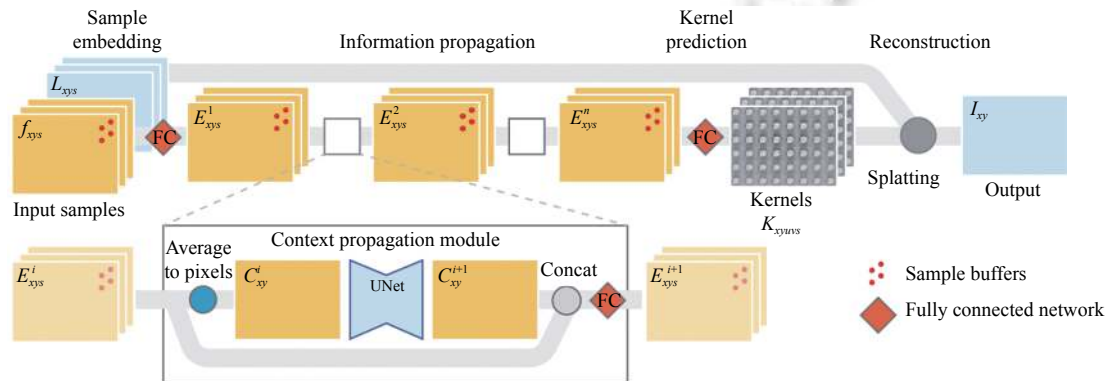 Sample
embedding
Information propagation
Kernel
prediction
Reconstruction
L_xys
f_xys
FC
E^1_xys
E^2_xys
E^n_xys
FC
I_xy
Splatting
Input samples
Kernels
K_xyuvs
Output
Context propagation module
Average
to pixels
E^i_xys
C^i_xy
UNet
C^{i+1}_xy
Concat
FC
E^{i+1}_xys
Sample buffers
Fully connected network